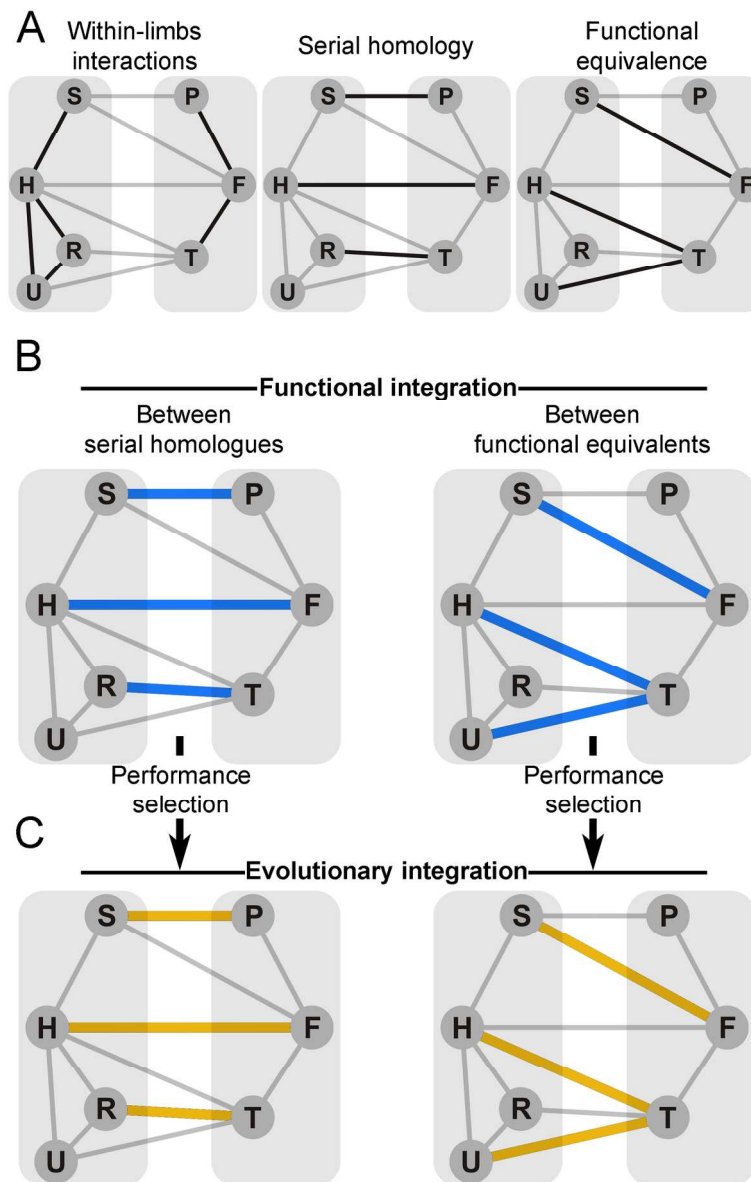 A
Within-limbs
interactions
Serial homology
Functional
equivalence
S P
H F
R T
U
S P
H F
R T
U
S P
H F
R T
U
B
Functional integration
Between
serial homologues
Between
functional equivalents
S P
H F
R T
U
S P
H F
R T
U
Performance
selection
Performance
selection
C
Evolutionary integration
S P
H F
R T
U
S P
H F
R T
U